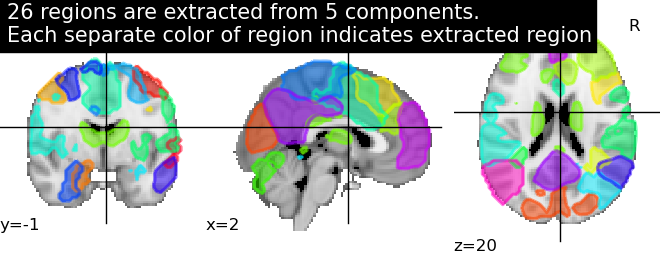 26 regions are extracted from 5 components.
Each separate color of region indicates extracted region
R
y=-1
x=2
z=20